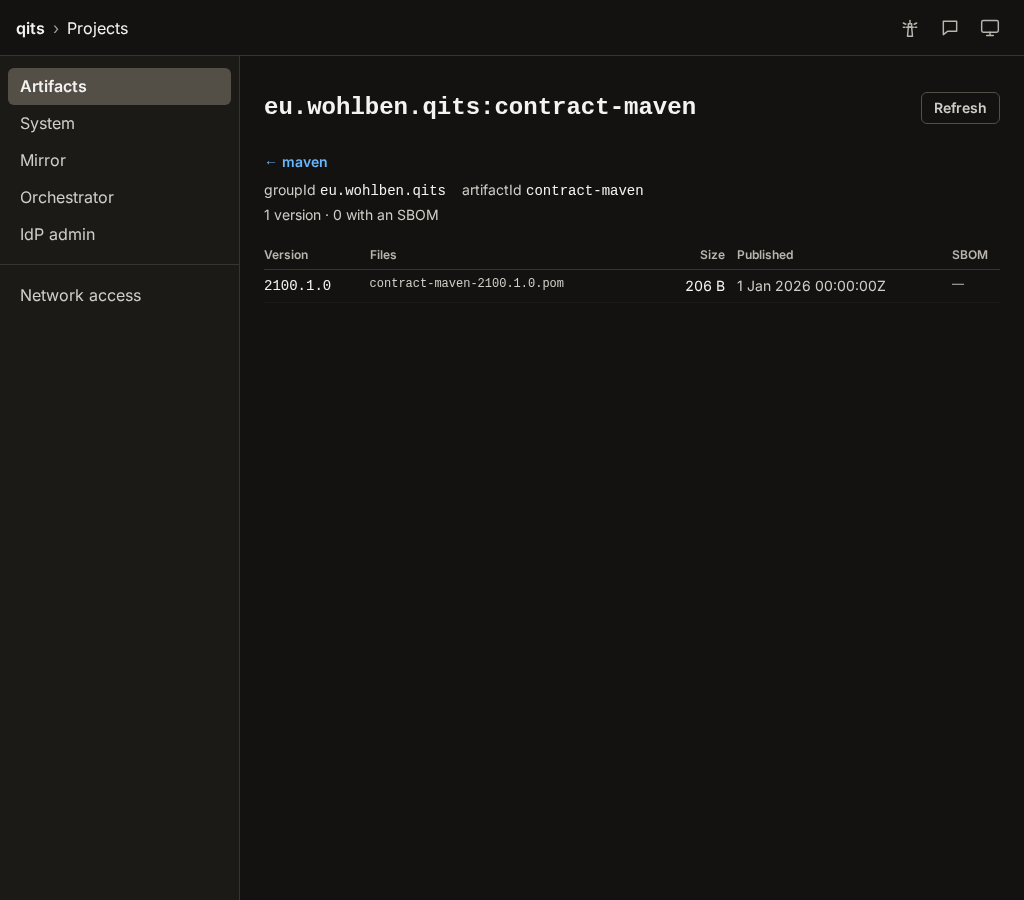 qits › Projects
Artifacts
System
Mirror
Orchestrator
IdP admin
Network access
eu.wohlben.qits:contract-maven
Refresh
← maven
groupId eu.wohlben.qits artifactId contract-maven
1 version · 0 with an SBOM
Version Files Size Published SBOM
2100.1.0 contract-maven-2100.1.0.pom 206 B 1 Jan 2026 00:00:00Z —